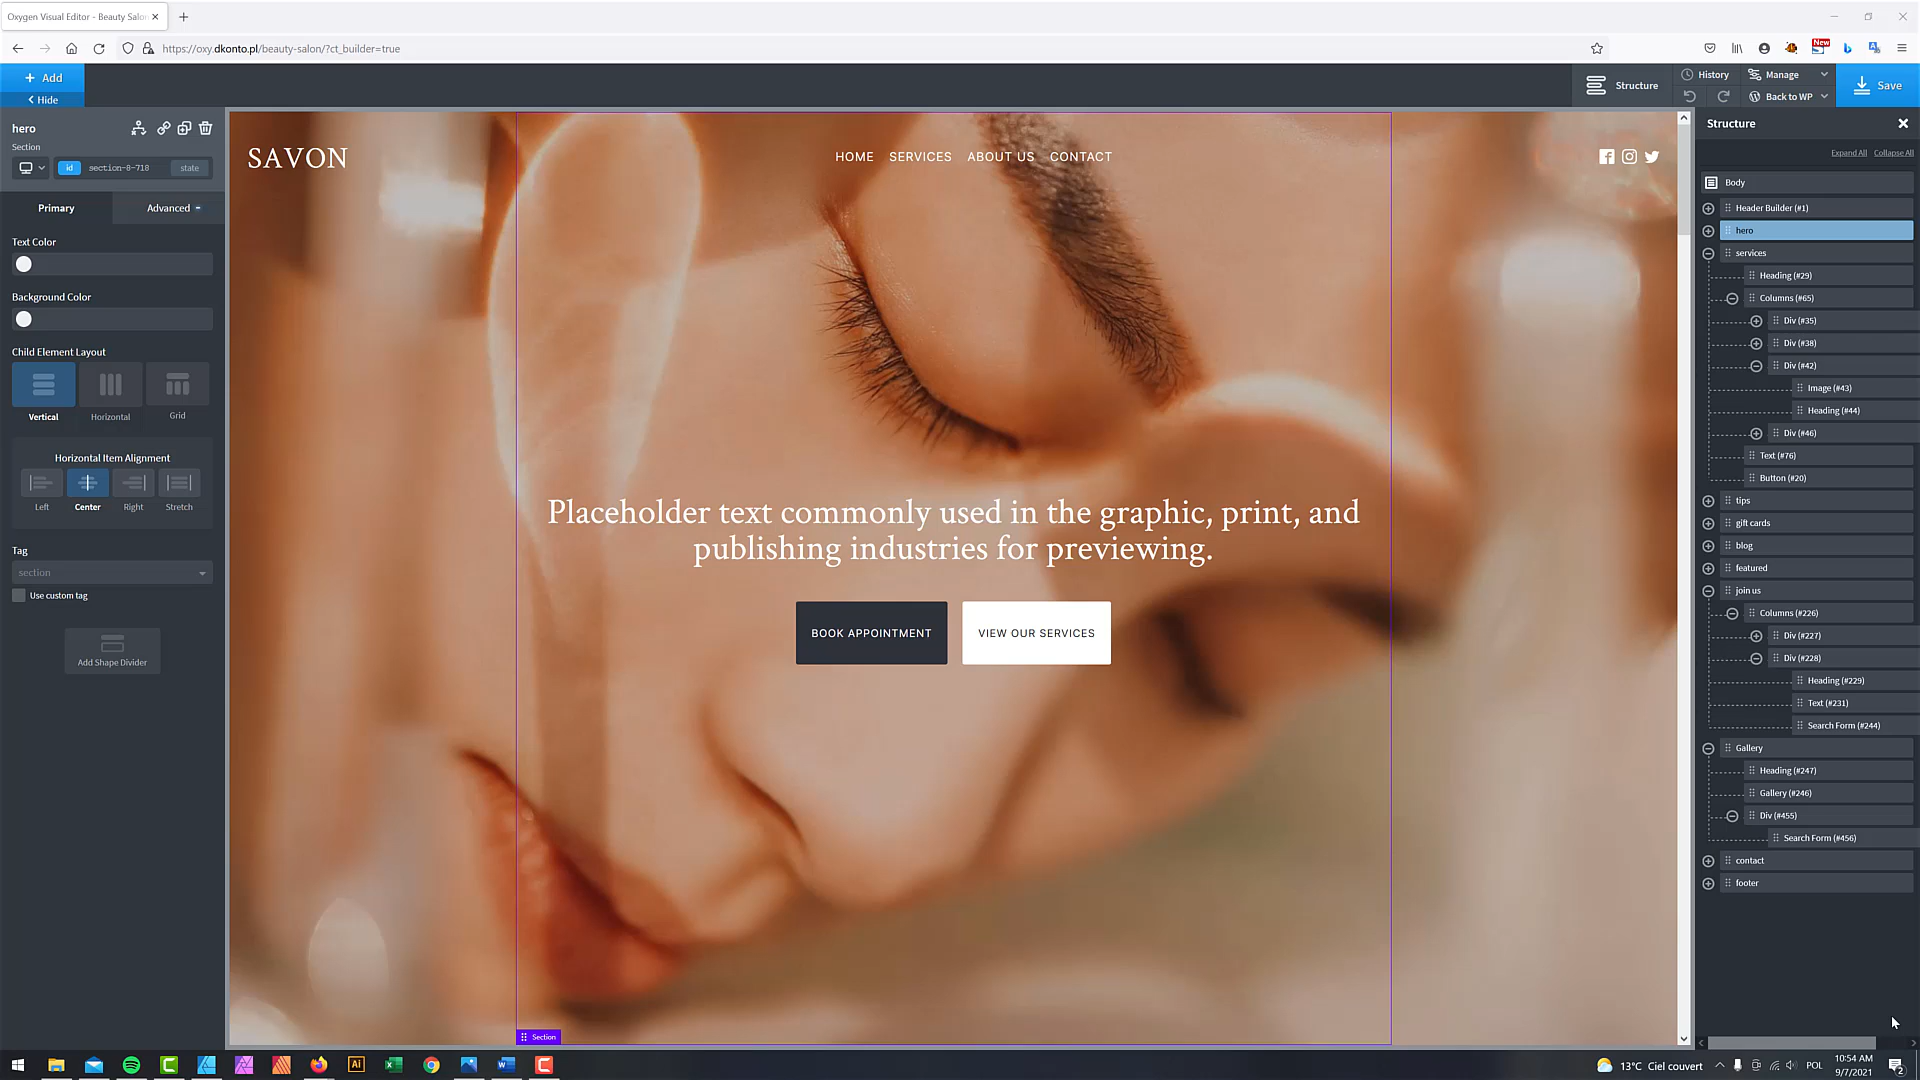 Oxygen Visual Editor - Beauty Salon
https://oxy.dkonto.pl/beauty-salon/?ct_builder=true
New
Add
Hide
Structure
History
Manage
Back to WP
Save
hero
Section
id
section-8-718
state
Primary
Advanced
Text Color
Background Color
Child Element Layout
Vertical
Horizontal
Grid
Horizontal Item Alignment
Left
Center
Right
Stretch
Tag
section
Use custom tag
Add Shape Divider
SAVON
HOME
SERVICES
ABOUT US
CONTACT
Placeholder text commonly used in the graphic, print, and
publishing industries for previewing.
BOOK APPOINTMENT
VIEW OUR SERVICES
Section
Structure
Expand All
Collapse All
Body
Header Builder (#1)
hero
services
Heading (#29)
Columns (#65)
Div (#35)
Div (#38)
Div (#42)
Image (#43)
Heading (#44)
Div (#46)
Text (#76)
Button (#20)
tips
gift cards
blog
featured
join us
Columns (#226)
Div (#227)
Div (#228)
Heading (#229)
Text (#231)
Search Form (#244)
Gallery
Heading (#247)
Gallery (#246)
Div (#455)
Search Form (#456)
contact
footer
Ai
13°C Ciel couvert
POL
10:54 AM
9/7/2021
2